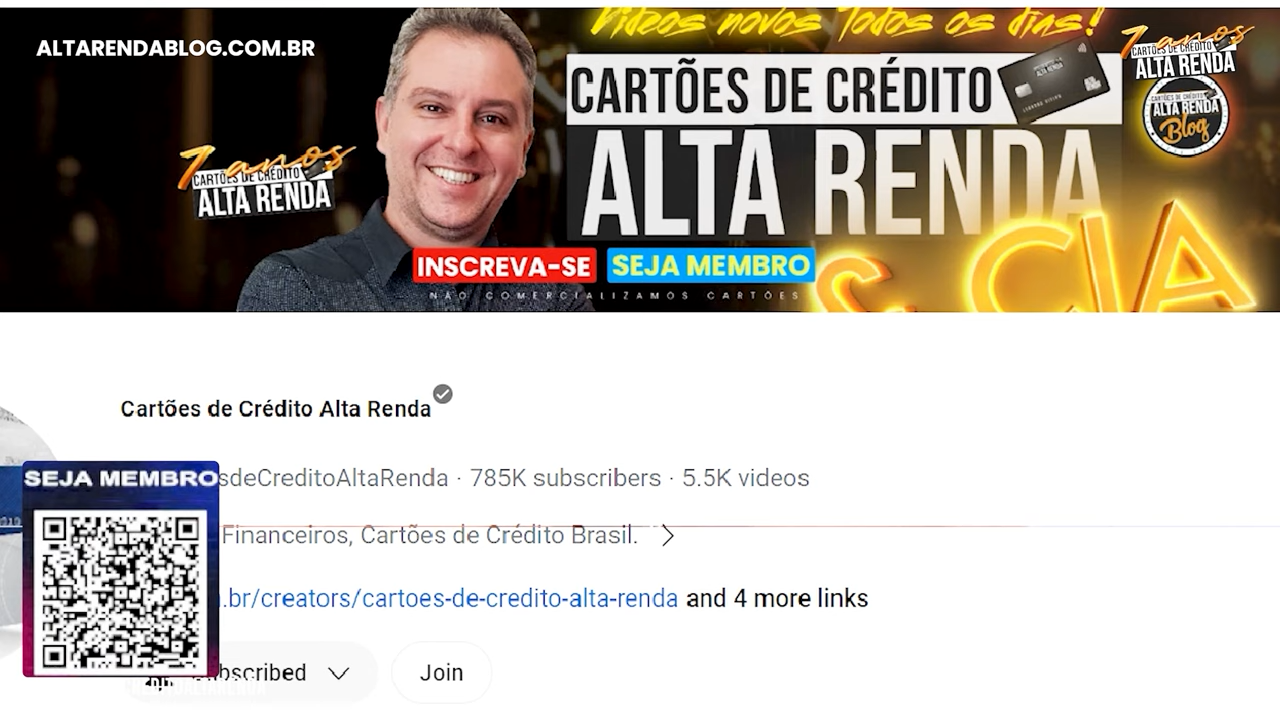 Vídeos novos Todos os dias!
ALTARENDABLOG.COM.BR
7 anos
CARTÕES DE CRÉDITO
ALTA RENDA
CARTÕES DE CRÉDITO
ALTA RENDA
& CIA
7 anos
CARTÕES DE CRÉDITO
ALTA RENDA
CARTÕES DE CRÉDITO
ALTA RENDA
Blog
INSCREVA-SE
SEJA MEMBRO
NÃO COMERCIALIZAMOS CARTÕES
Cartões de Crédito Alta Renda
sdeCreditoAltaRenda · 785K subscribers · 5.5K videos
SEJA MEMBRO
Financeiros, Cartões de Crédito Brasil.
.br/creators/cartoes-de-credito-alta-renda and 4 more links
bscribed
Join